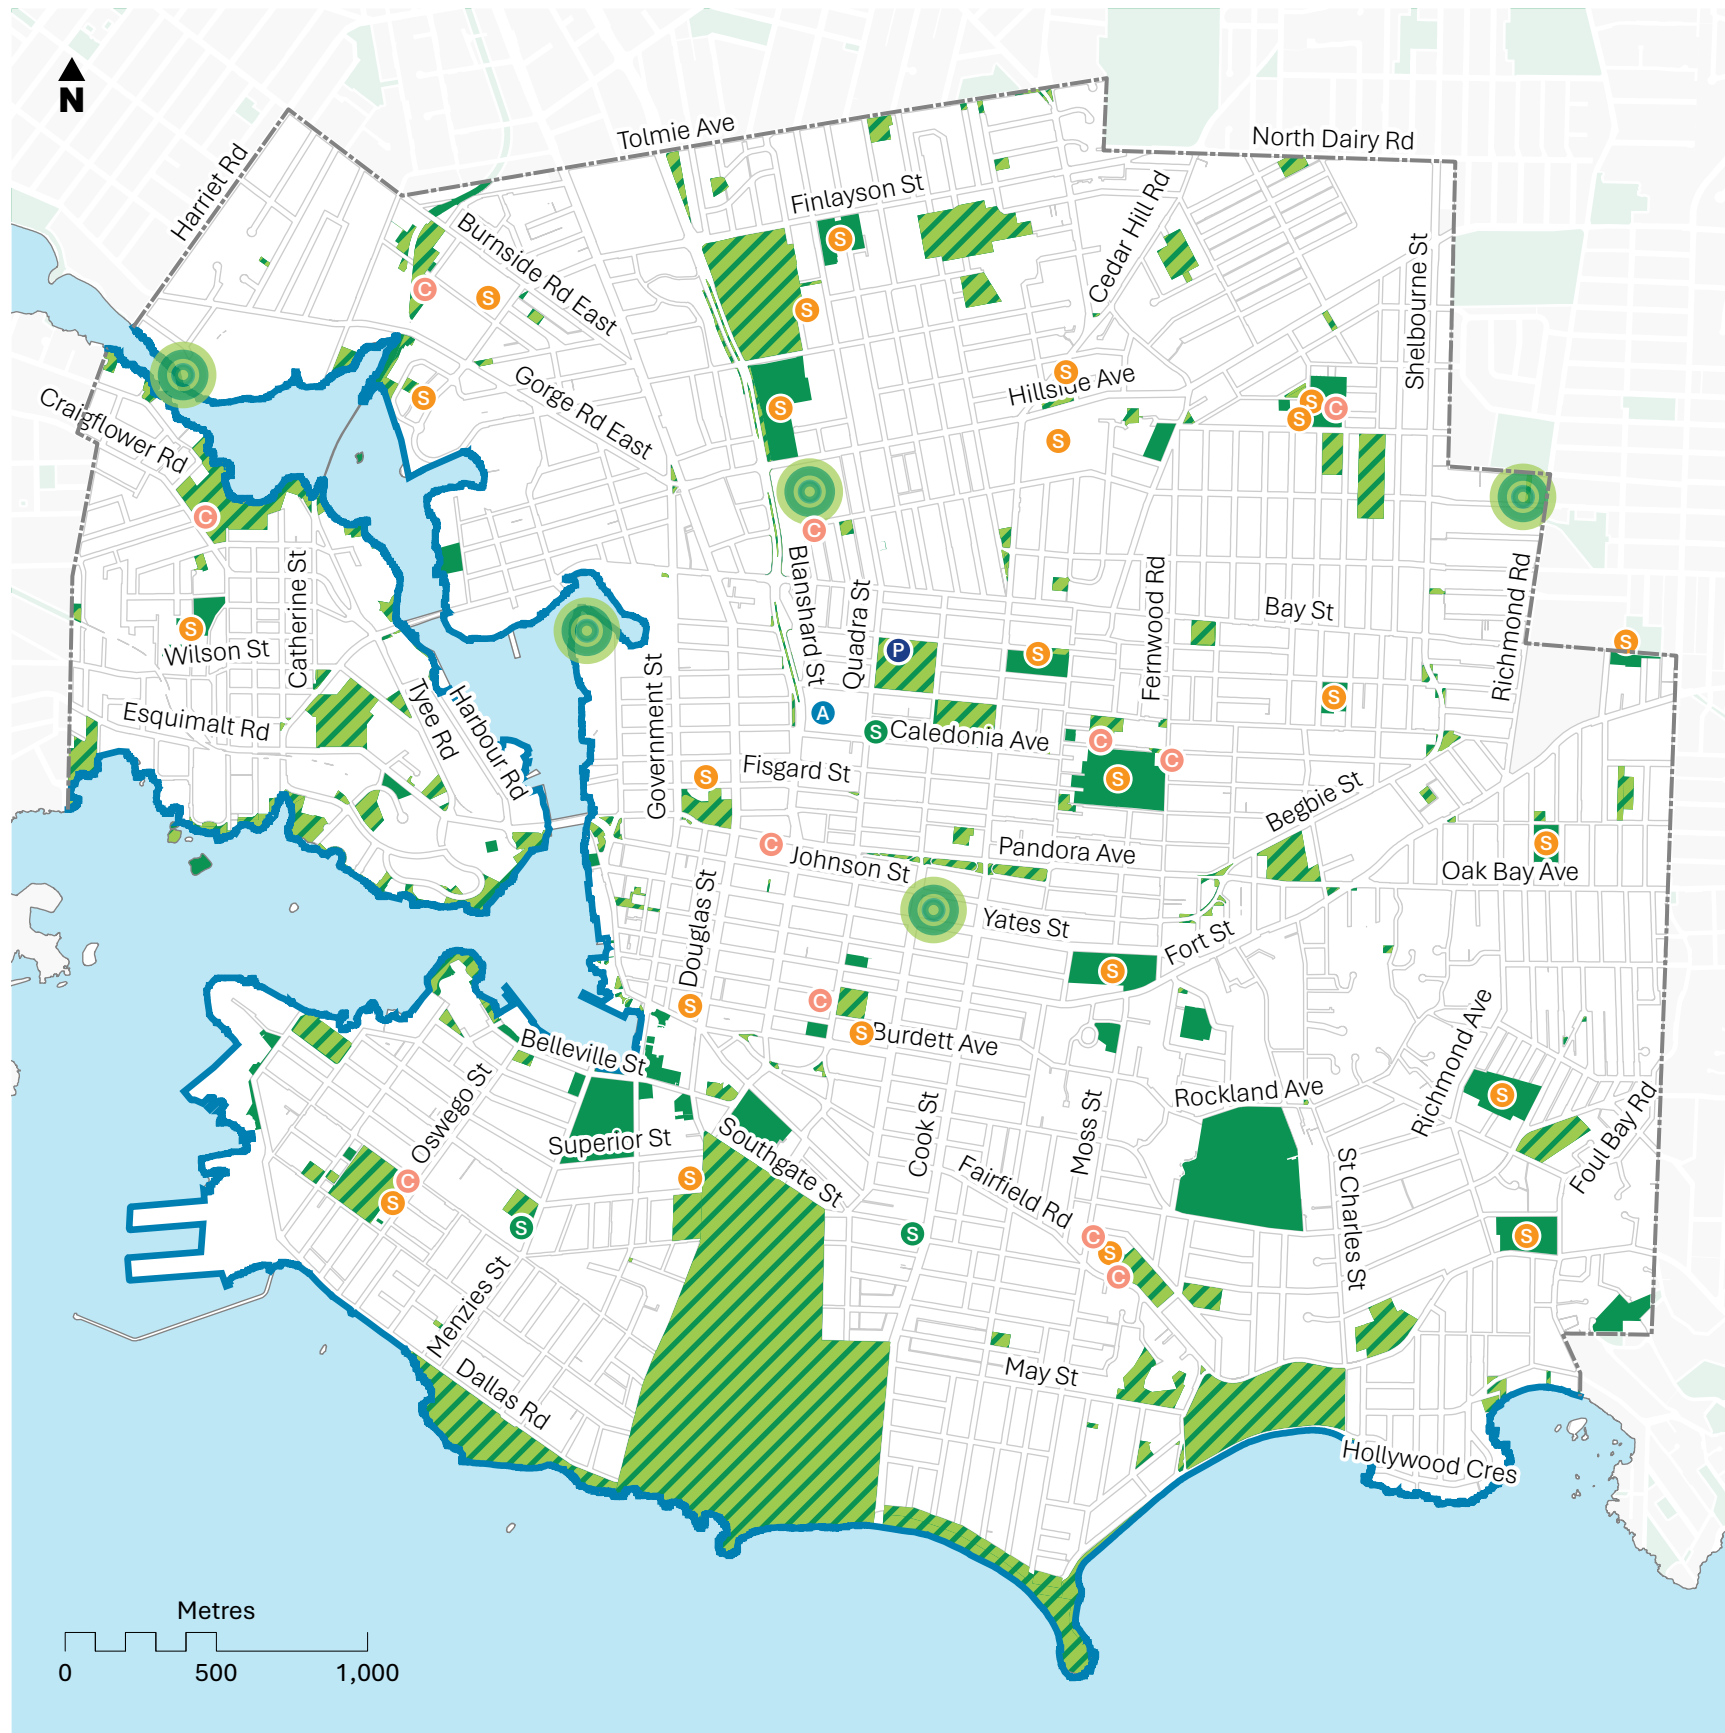 N
Tolmie Ave
North Dairy Rd
Harriet Rd
Finlayson St
Cedar Hill Rd
Burnside Rd East
S
S
C
S
S
Shelbourne St
Gorge Rd East
Hillside Ave
S
Craigflower Rd
S
S
S
C
S
S
C
C
Blanshard St
Quadra St
Fernwood Rd
Richmond Rd
Catherine St
Bay St
S
Wilson St
P
S
S
Government St
S
Tyee Rd
Harbour Rd
Esquimalt Rd
A
S
Caledonia Ave
C
C
Fisgard St
S
S
Begbie St
C
Johnson St
Pandora Ave
S
Oak Bay Ave
Douglas St
Yates St
Fort St
S
S
C
S
Burdett Ave
Richmond Ave
Belleville St
Oswego St
Rockland Ave
S
Foul Bay Rd
Superior St
Southgate St
Cook St
Moss St
Fairfield Rd
St Charles St
C
S
S
S
S
C
S
C
S
Menzies St
May St
Dallas Rd
Hollywood Cres
Metres
0 500 1,000